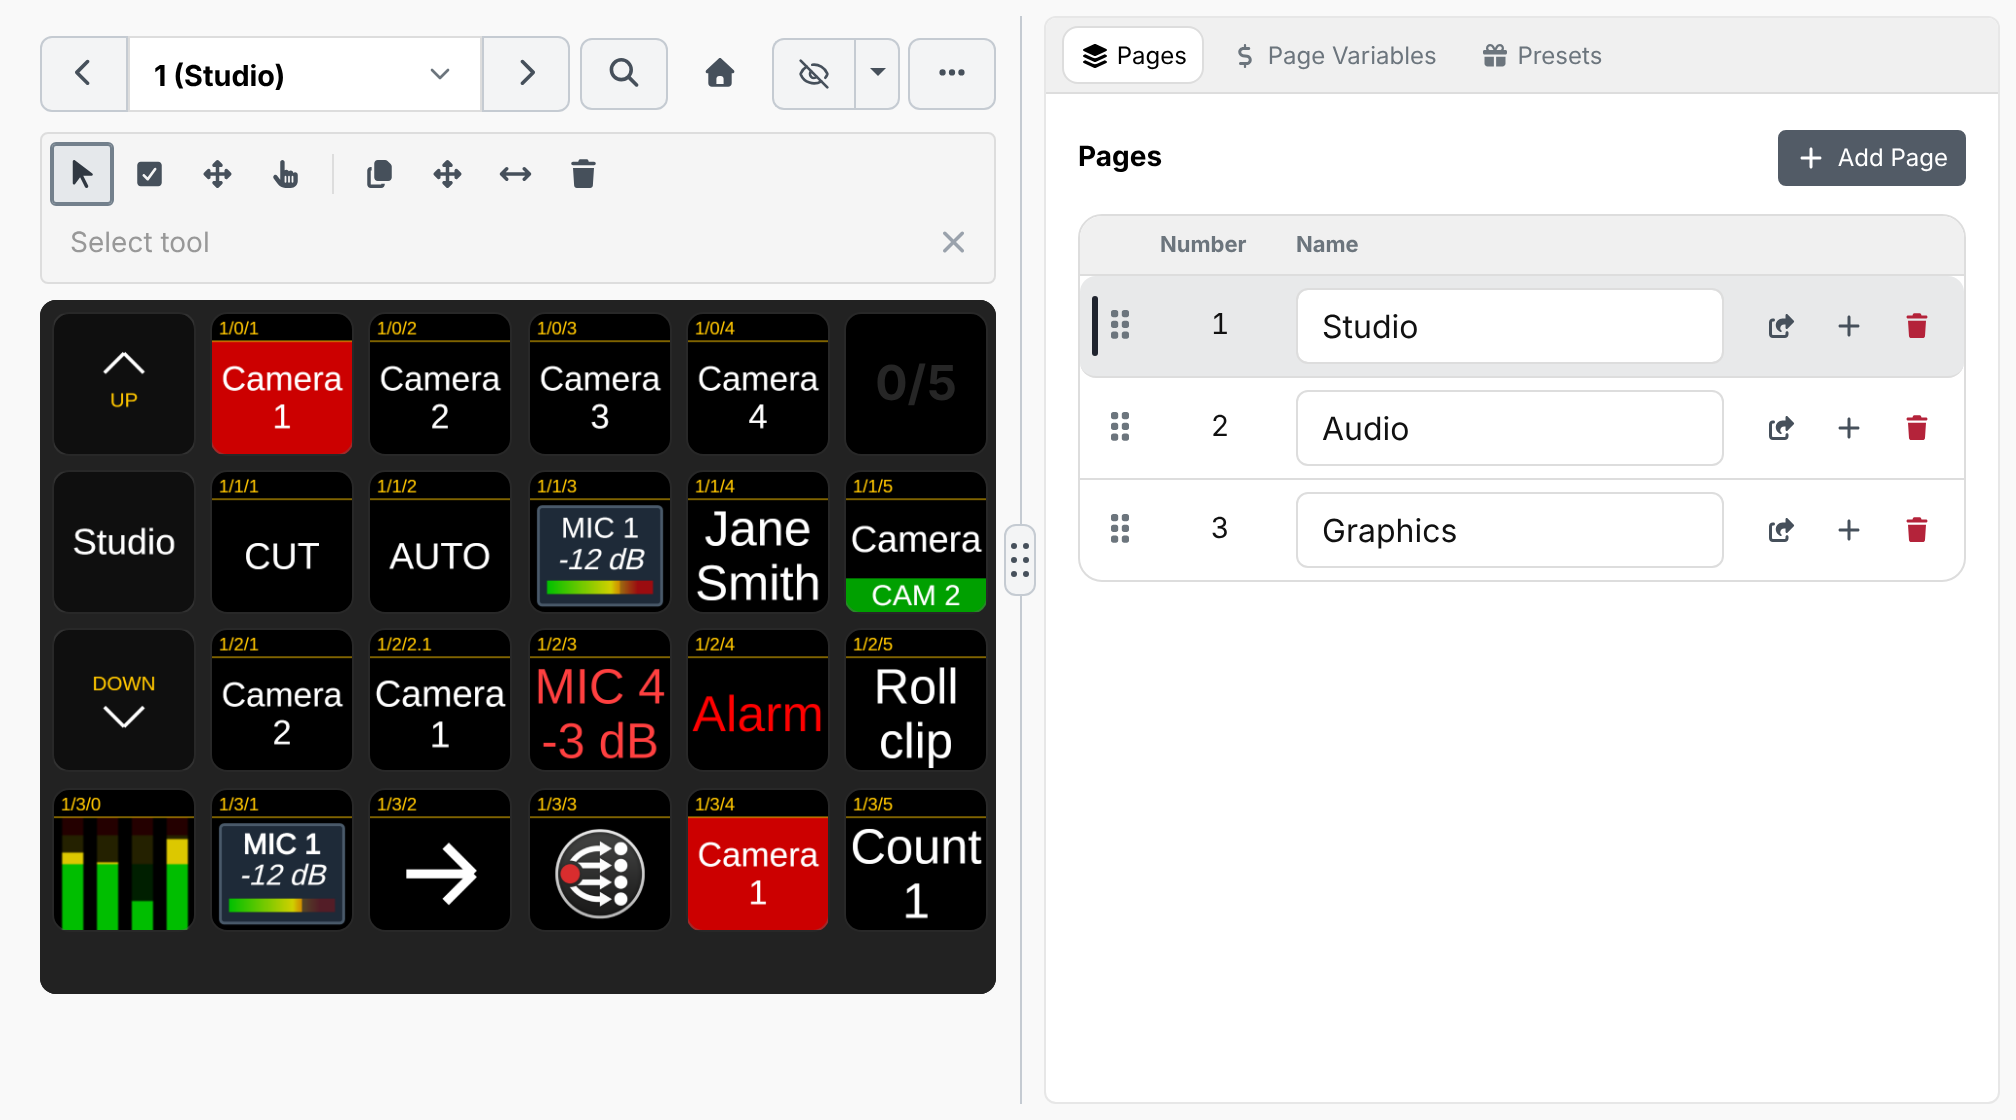 1 (Studio)
Select tool
UP
1/0/1
Camera
1
1/0/2
Camera
2
1/0/3
Camera
3
1/0/4
Camera
4
0/5
Studio
1/1/1
CUT
1/1/2
AUTO
1/1/3
MIC 1
-12 dB
1/1/4
Jane
Smith
1/1/5
Camera
CAM 2
DOWN
1/2/1
Camera
2
1/2/2.1
Camera
1
1/2/3
MIC 4
-3 dB
1/2/4
Alarm
1/2/5
Roll
clip
1/3/0
1/3/1
MIC 1
-12 dB
1/3/2
1/3/3
1/3/4
Camera
1
1/3/5
Count
1
Pages
Page Variables
Presets
Pages
Add Page
Number Name
1 Studio
2 Audio
3 Graphics